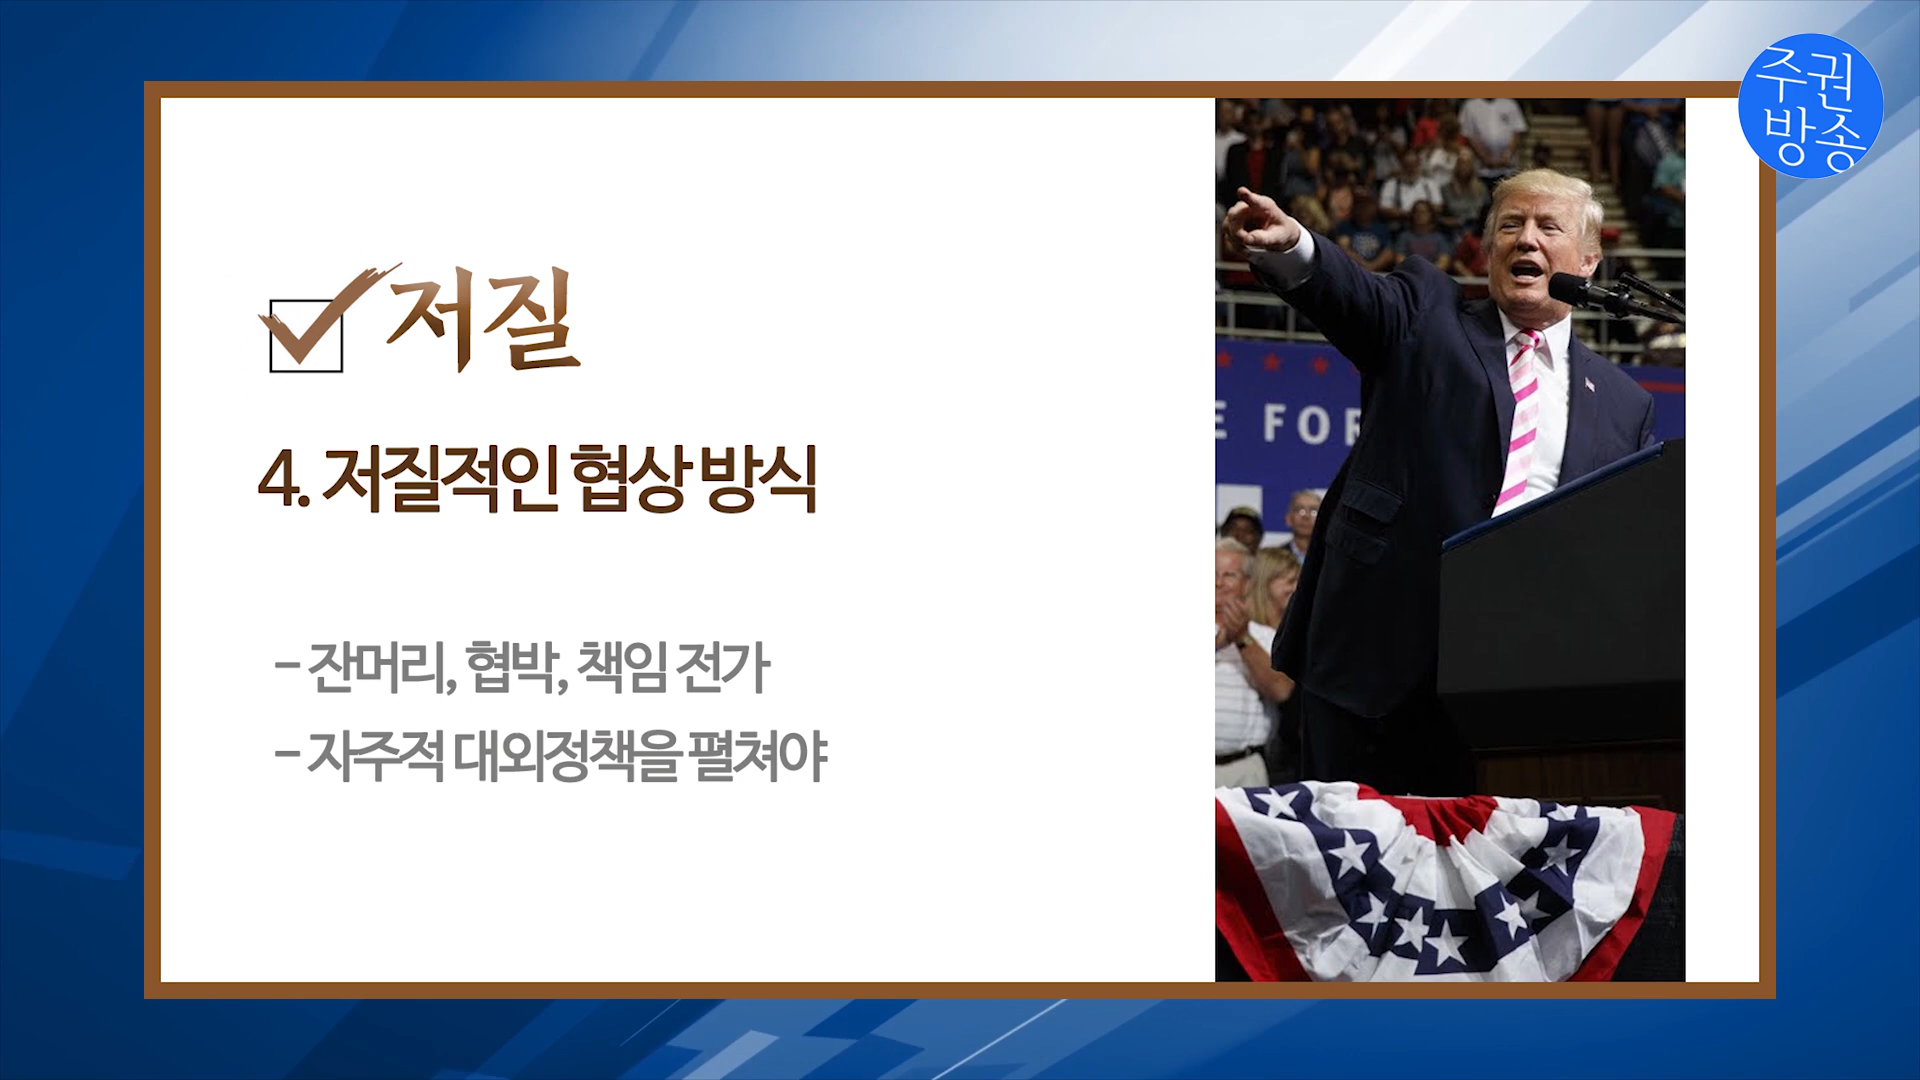 주권
방송
저질
4. 저질적인 협상 방식
- 잔머리, 협박, 책임 전가
- 자주적 대외정책을 펼쳐야
E FOR